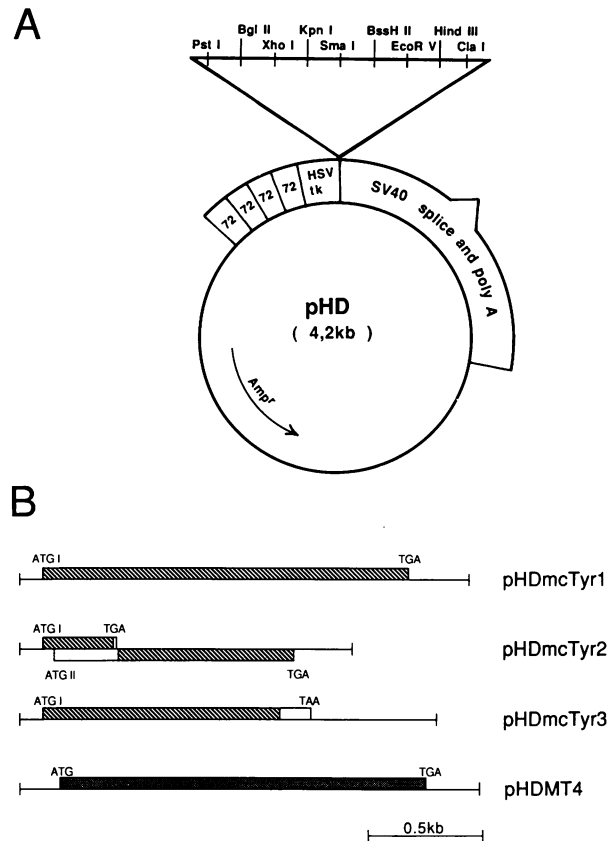 A
Bgl II Kpn I BssH II Hind III
Pst I Xho I Sma I EcoR V Cla I
72 72 72 72 HSV tk SV40 splice and poly A
pHD
( 4,2kb )
Ampr
B
ATG I TGA
pHDmcTyr1
ATG I TGA
pHDmcTyr2
ATG II TGA
ATG I TAA
pHDmcTyr3
ATG TGA
pHDMT4
0.5kb